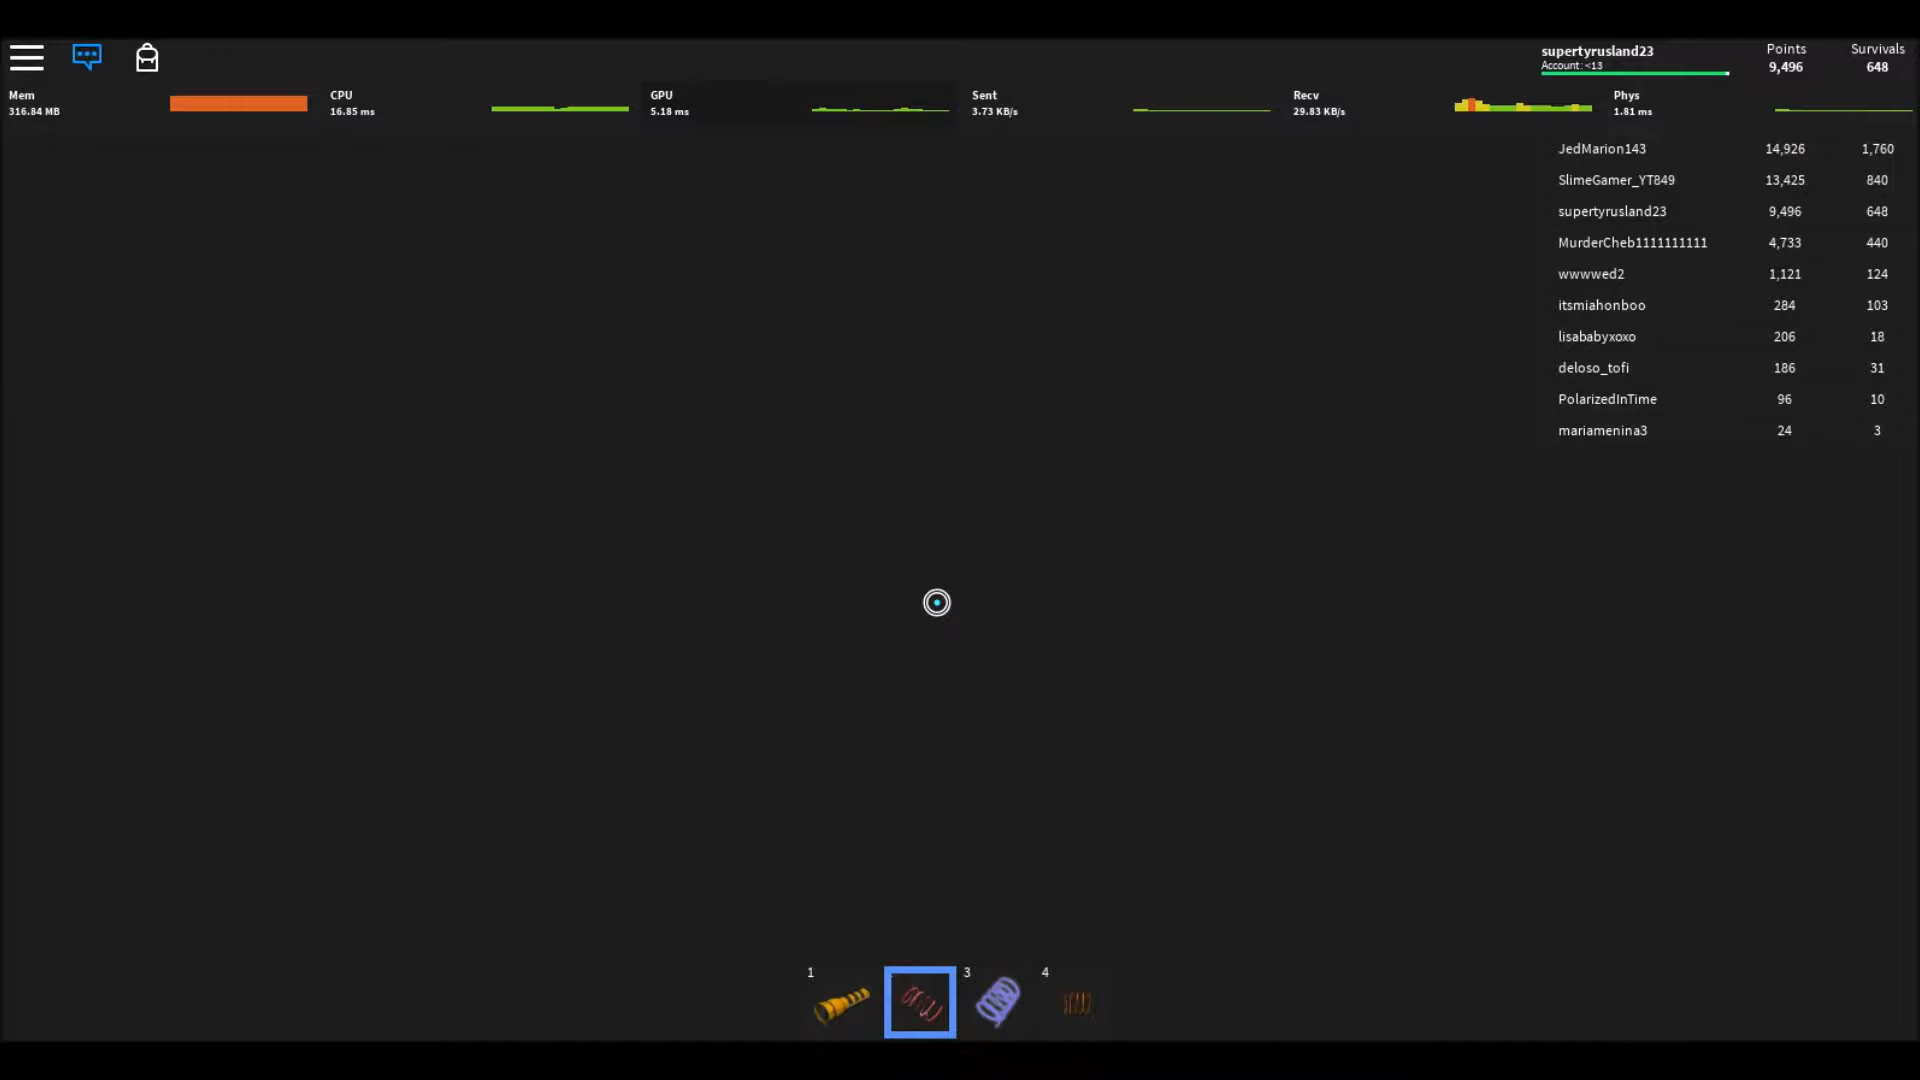 supertyrusland23 Points Survivals
Account: <13 9,496 648
Mem CPU GPU Sent Recv Phys
316.84 MB 16.85 ms 5.18 ms 3.73 KB/s 29.83 KB/s 1.81 ms
JedMarion143 14,926 1,760
SlimeGamer_YT849 13,425 840
supertyrusland23 9,496 648
MurderCheb1111111111 4,733 440
wwwwed2 1,121 124
itsmiahonboo 284 103
lisababyxoxo 206 18
deloso_tofi 186 31
PolarizedInTime 96 10
mariamenina3 24 3
1 3 4